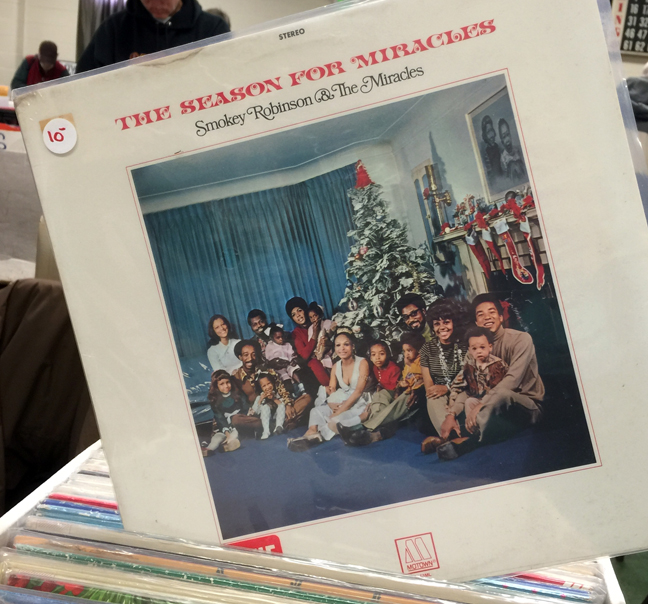 STEREO
THE SEASON FOR MIRACLES
Smokey Robinson & The Miracles
10-
MOTOWN